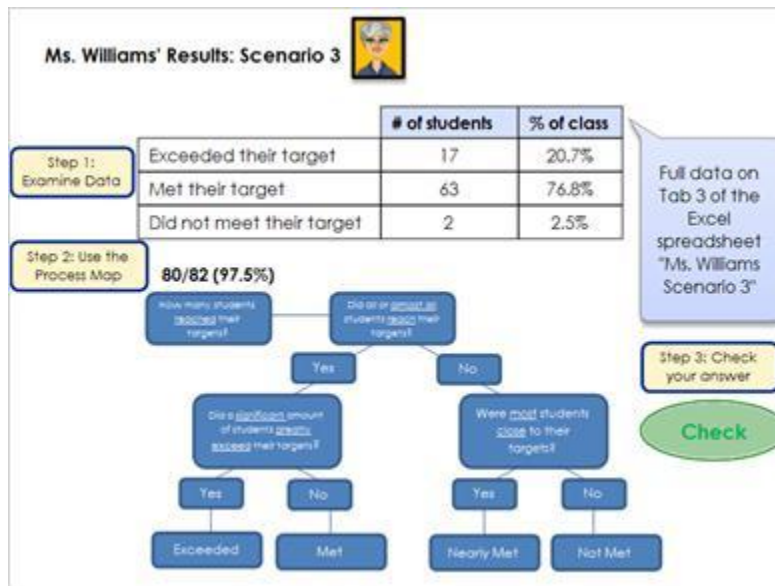 Ms. Williams' Results: Scenario 3
# of students % of class
Step 1:
Examine Data
Exceeded their target 17 20.7%
Met their target 63 76.8%
Did not meet their target 2 2.5%
Full data on
Tab 3 of the
Excel
spreadsheet
"Ms. Williams
Scenario 3"
Step 2: Use the
Process Map
80/82 (97.5%)
How many students
reached their
targets?
Did all or almost all
students reach their
targets?
Step 3: Check
your answer
Check
Yes
No
Did a significant amount
of students greatly
exceed their targets?
Were most students
close to their
targets?
Yes
No
Yes
No
Exceeded
Met
Nearly Met
Not Met